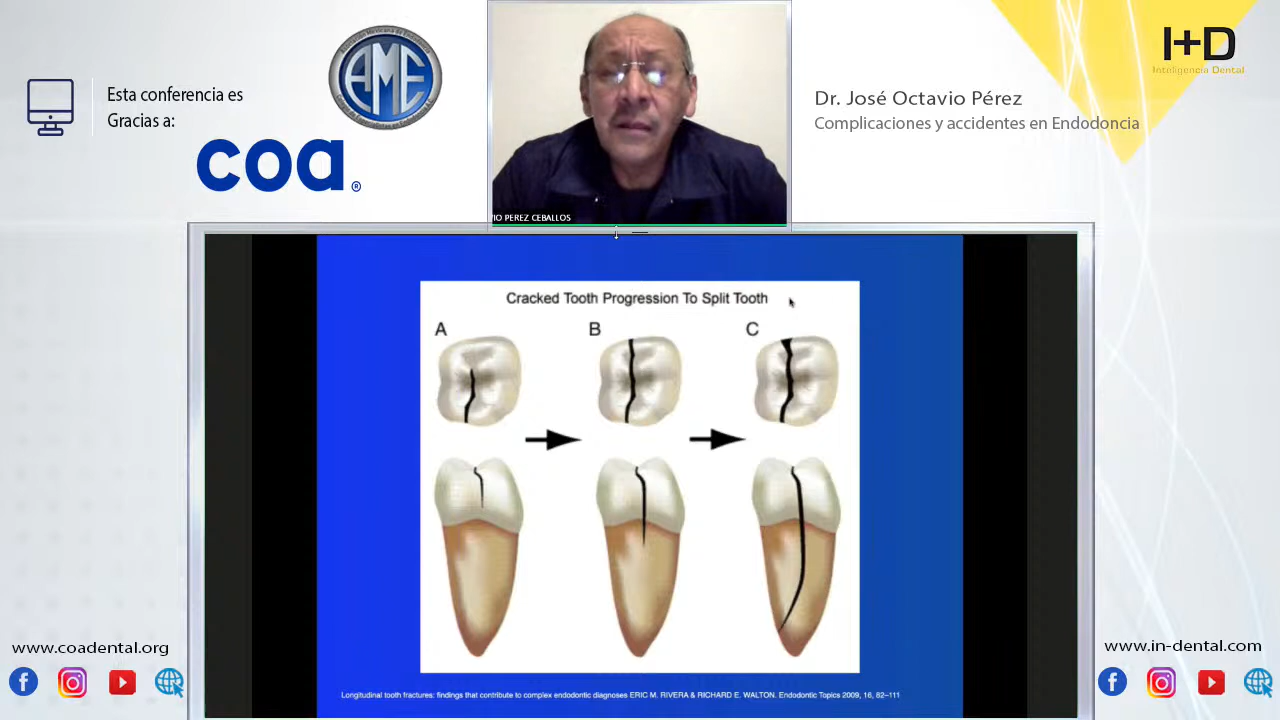 Esta conferencia es
Gracias a:
coa®
AME
I+D
Inteligencia Dental
Dr. José Octavio Pérez
Complicaciones y accidentes en Endodoncia
IO PEREZ CEBALLOS
Cracked Tooth Progression To Split Tooth
A
B
C
Longitudinal tooth fractures: findings that contribute to complex endodontic diagnoses ERIC M. RIVERA & RICHARD E. WALTON. Endodontic Topics 2009, 16, 82–111
www.coadental.org
www.in-dental.com